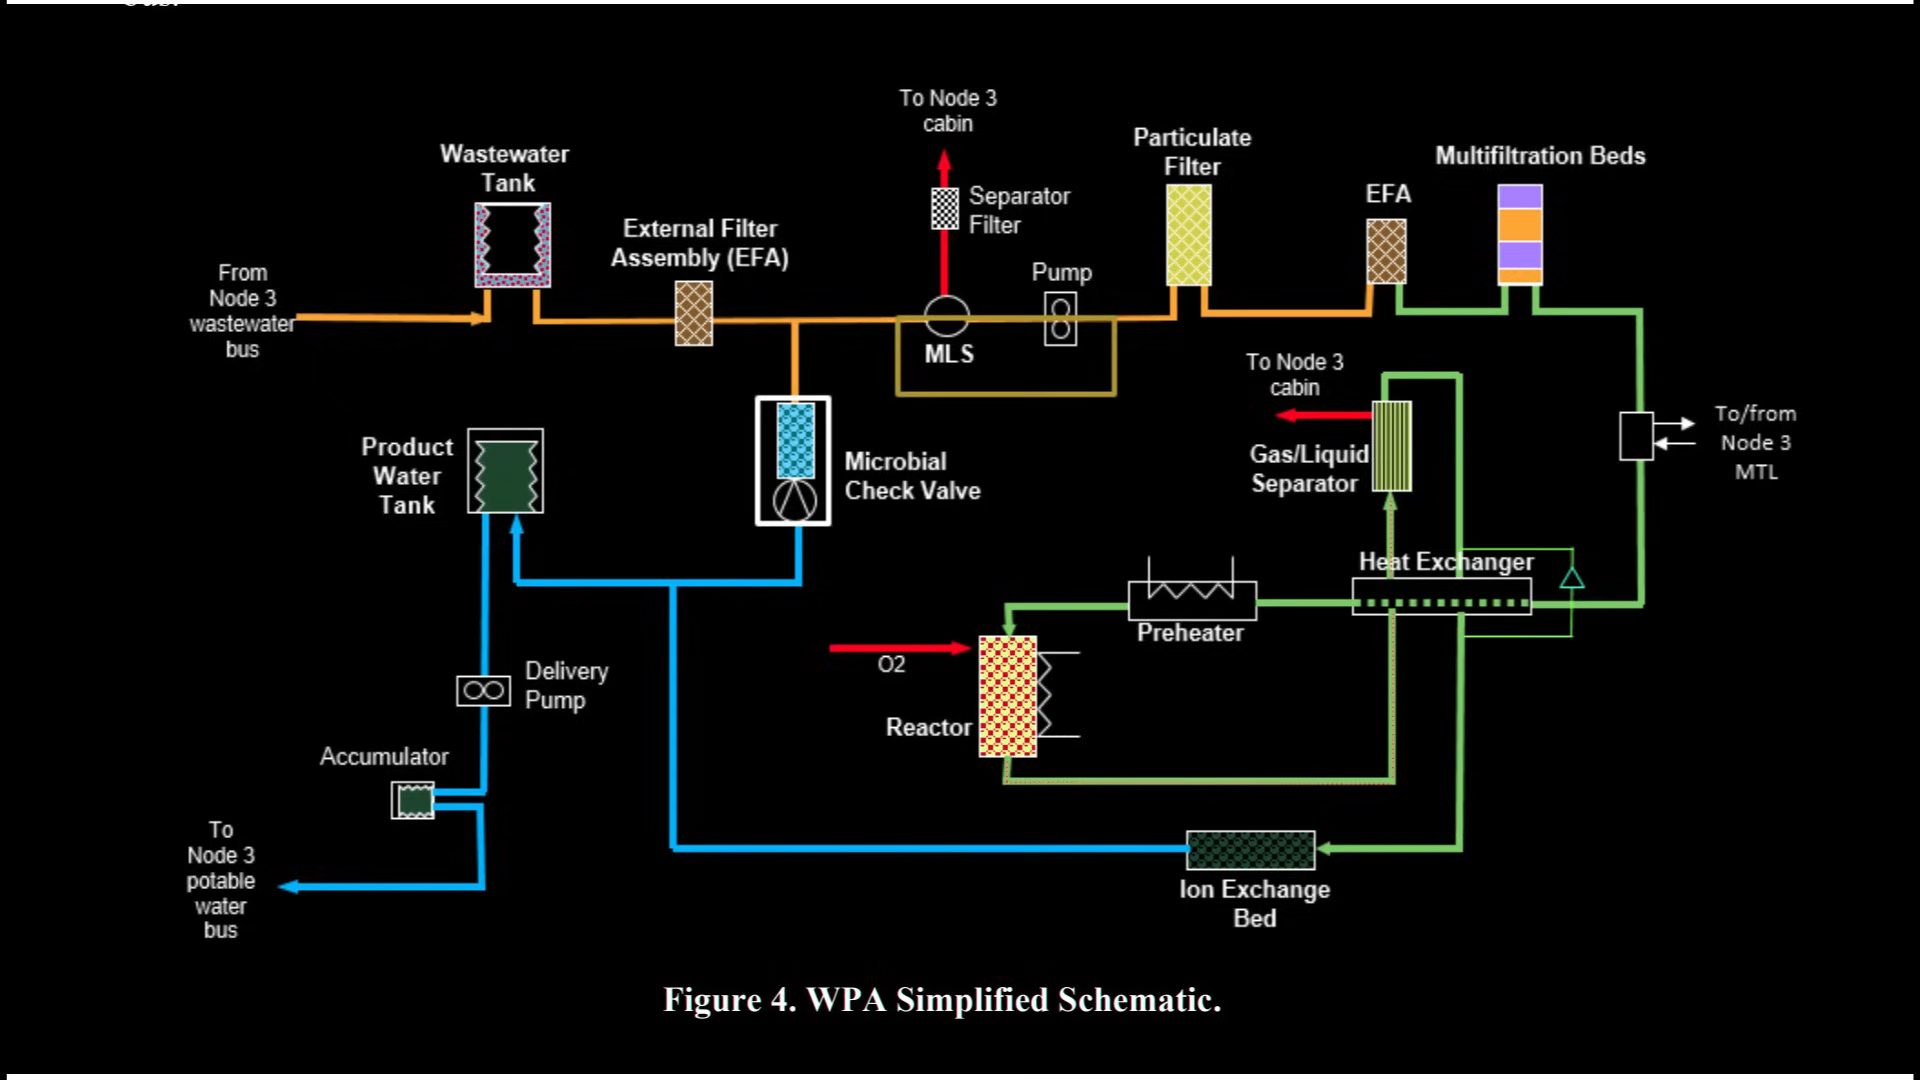 To Node 3
cabin
Wastewater
Tank
Particulate
Filter
Multifiltration Beds
EFA
Separator
Filter
External Filter
Assembly (EFA)
Pump
From
Node 3
wastewater
bus
MLS
To Node 3
cabin
Gas/Liquid
Separator
To/from
Node 3
MTL
Product
Water
Tank
Microbial
Check Valve
Heat Exchanger
Preheater
O2
Reactor
Delivery
Pump
Accumulator
To
Node 3
potable
water
bus
Ion Exchange
Bed
Figure 4. WPA Simplified Schematic.